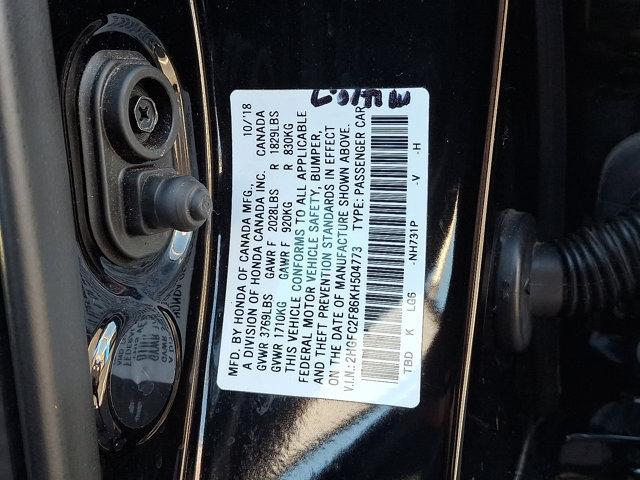 MFD. BY HONDA OF CANADA MFG., 10/'18
A DIVISION OF HONDA CANADA INC. CANADA
GVWR 3769LBS GAWR F 2028LBS R 1829LBS
GVWR 1710KG GAWR F 920KG R 830KG
THIS VEHICLE CONFORMS TO ALL APPLICABLE
FEDERAL MOTOR VEHICLE SAFETY, BUMPER,
AND THEFT PREVENTION STANDARDS IN EFFECT
ON THE DATE OF MANUFACTURE SHOWN ABOVE.
V.I.N.: 2HGFC2F86KH504773 TYPE: PASSENGER CAR
TBD K LG6 -NH731P -V -H